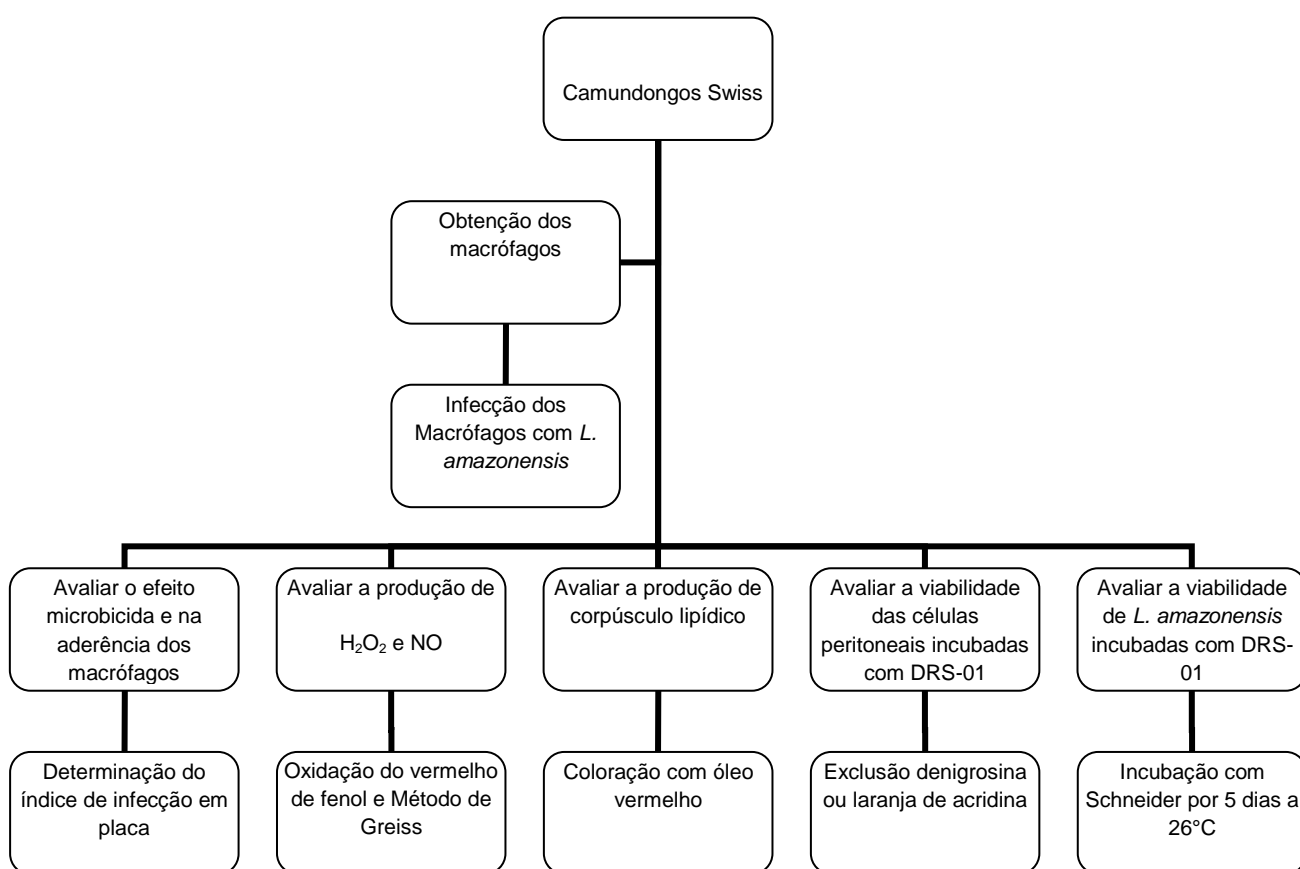 Camundongos Swiss
Obtenção dos
macrófagos
Infecção dos
Macrófagos com L.
amazonensis
Avaliar o efeito
microbicida e na
aderência dos
macrófagos
Avaliar a produção de
H₂O₂ e NO
Avaliar a produção de
corpúsculo lipídico
Avaliar a viabilidade
das células
peritoneais incubadas
com DRS-01
Avaliar a viabilidade
de L. amazonensis
incubadas com DRS-
01
Determinação do
índice de infecção em
placa
Oxidação do vermelho
de fenol e Método de
Greiss
Coloração com óleo
vermelho
Exclusão denigrosina
ou laranja de acridina
Incubação com
Schneider por 5 dias a
26°C